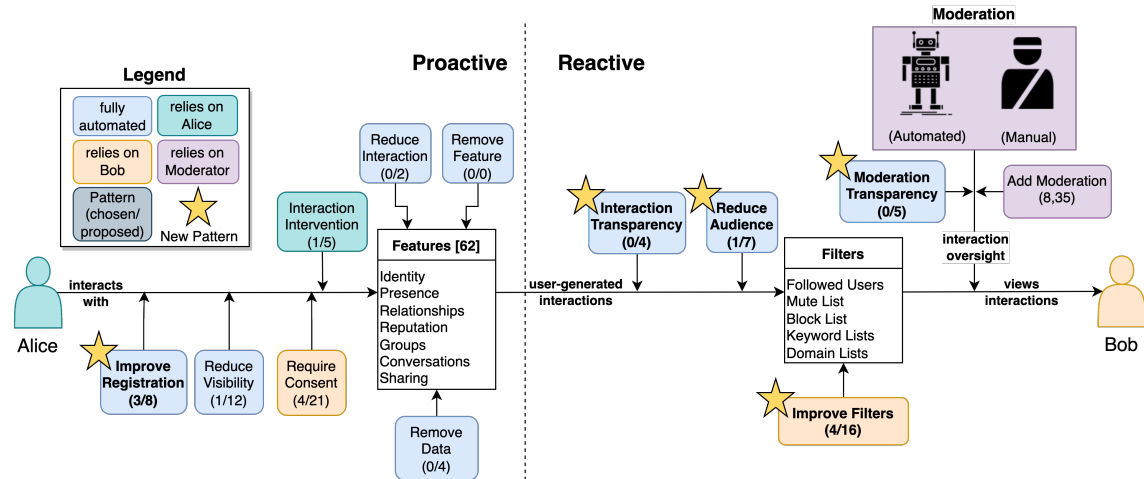 Moderation
Proactive
Reactive
Legend
fully
automated
relies on
Alice
relies on
Bob
relies on
Moderator
Pattern
(chosen/
proposed)
New Pattern
(Automated)
(Manual)
Reduce
Interaction
(0/2)
Remove
Feature
(0/0)
Interaction
Intervention
(1/5)
Interaction
Transparency
(0/4)
Reduce
Audience
(1/7)
Moderation
Transparency
(0/5)
Add Moderation
(8,35)
Features [62]
Identity
Presence
Relationships
Reputation
Groups
Conversations
Sharing
Filters
Followed Users
Mute List
Block List
Keyword Lists
Domain Lists
interaction
oversight
interacts
with
user-generated
interactions
views
interactions
Alice
Bob
Improve
Registration
(3/8)
Reduce
Visibility
(1/12)
Require
Consent
(4/21)
Remove
Data
(0/4)
Improve Filters
(4/16)